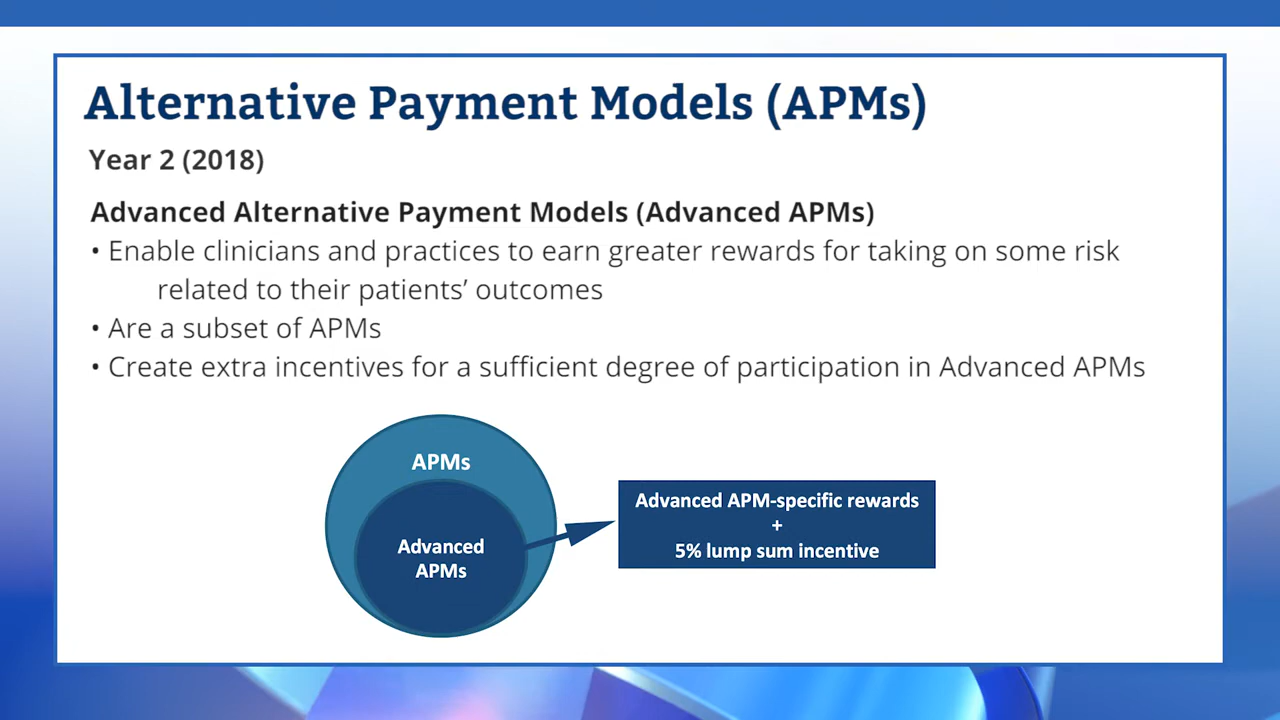 Alternative Payment Models (APMs)
Year 2 (2018)
Advanced Alternative Payment Models (Advanced APMs)
• Enable clinicians and practices to earn greater rewards for taking on some risk
related to their patients’ outcomes
• Are a subset of APMs
• Create extra incentives for a sufficient degree of participation in Advanced APMs
APMs
Advanced
APMs
Advanced APM-specific rewards
+
5% lump sum incentive